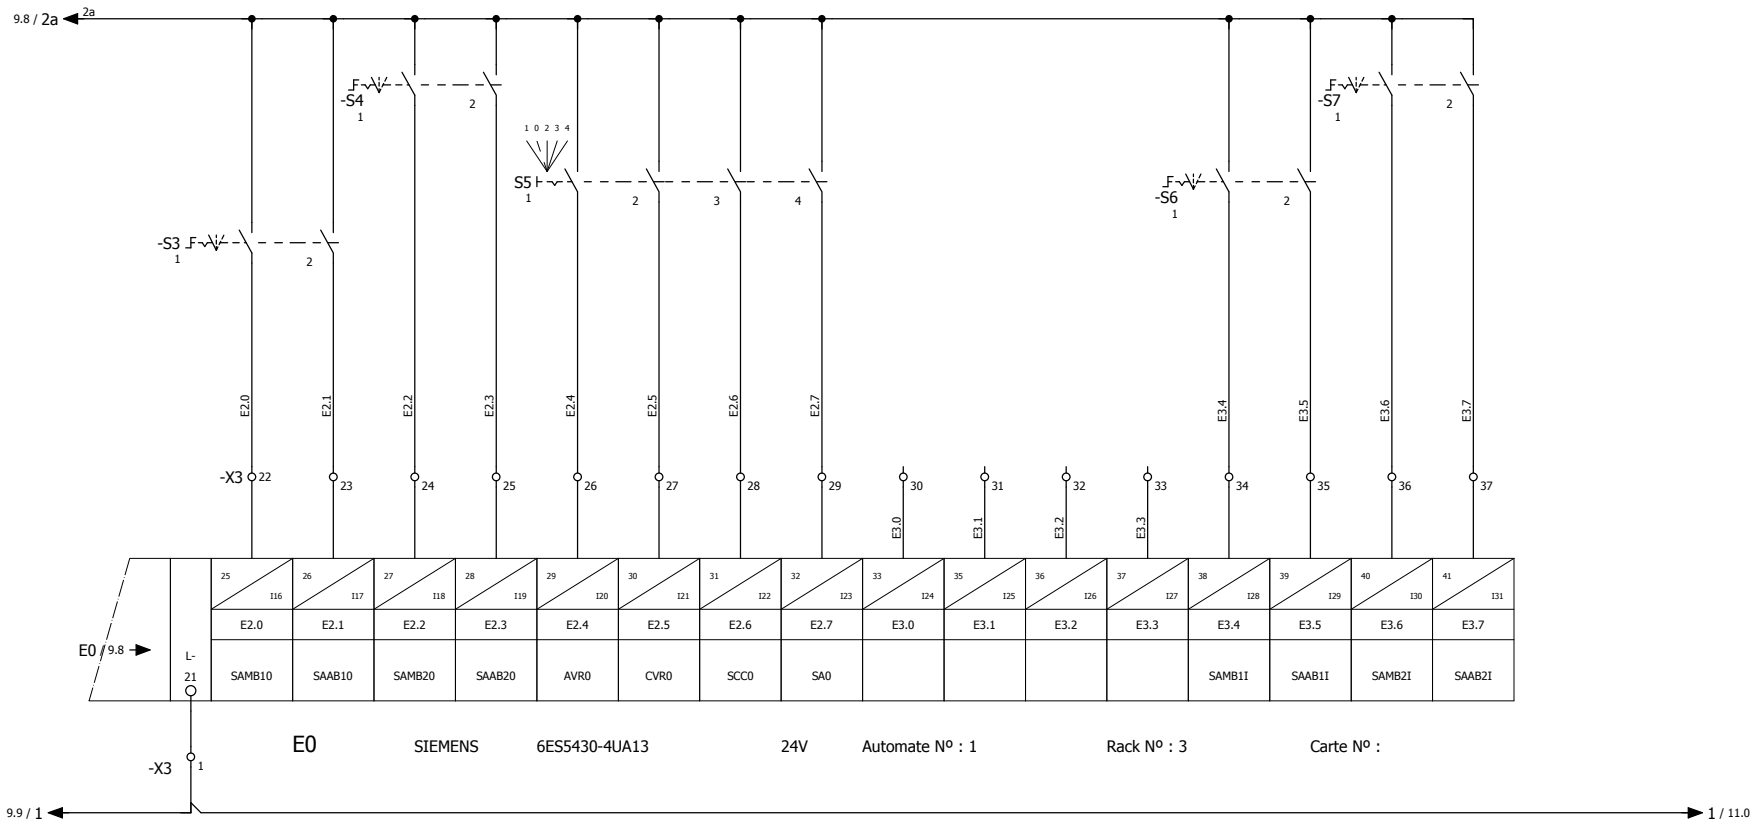 9.8 / 2a 2a
-S4 1 2
-S7 1 2
1 0 2 3 4
S5 1 2 3 4
-S6 1 2
-S3 1 2
E2.0 E2.1 E2.2 E2.3 E2.4 E2.5 E2.6 E2.7 E3.4 E3.5 E3.6 E3.7
-X3 22 23 24 25 26 27 28 29 30 31 32 33 34 35 36 37
E3.0 E3.1 E3.2 E3.3
25 26 27 28 29 30 31 32 33 35 36 37 38 39 40 41
I16 I17 I18 I19 I20 I21 I22 I23 I24 I25 I26 I27 I28 I29 I30 I31
E2.0 E2.1 E2.2 E2.3 E2.4 E2.5 E2.6 E2.7 E3.0 E3.1 E3.2 E3.3 E3.4 E3.5 E3.6 E3.7
E0 / 9.8
L-
21
SAMB10 SAAB10 SAMB20 SAAB20 AVR0 CVR0 SCC0 SA0 SAMB1I SAAB1I SAMB2I SAAB2I
E0 SIEMENS 6ES5430-4UA13 24V Automate Nº : 1 Rack Nº : 3 Carte Nº :
-X3 1
9.9 / 1 1 / 11.0